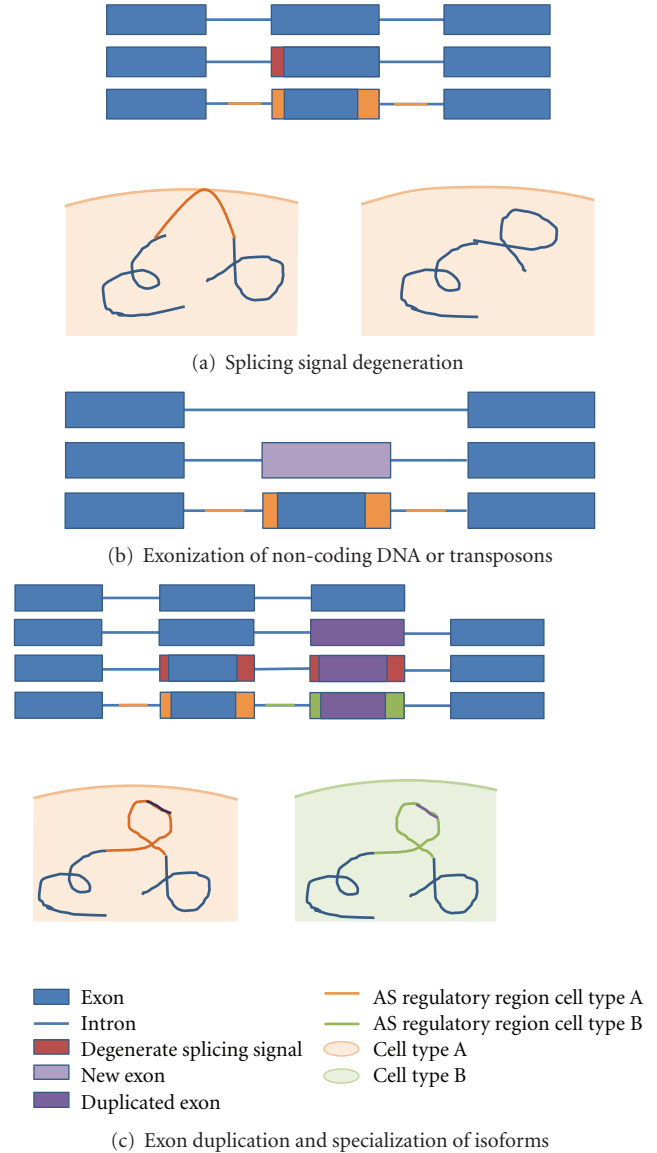 (a) Splicing signal degeneration
(b) Exonization of non-coding DNA or transposons
Exon
Intron
Degenerate splicing signal
New exon
Duplicated exon
AS regulatory region cell type A
AS regulatory region cell type B
Cell type A
Cell type B
(c) Exon duplication and specialization of isoforms